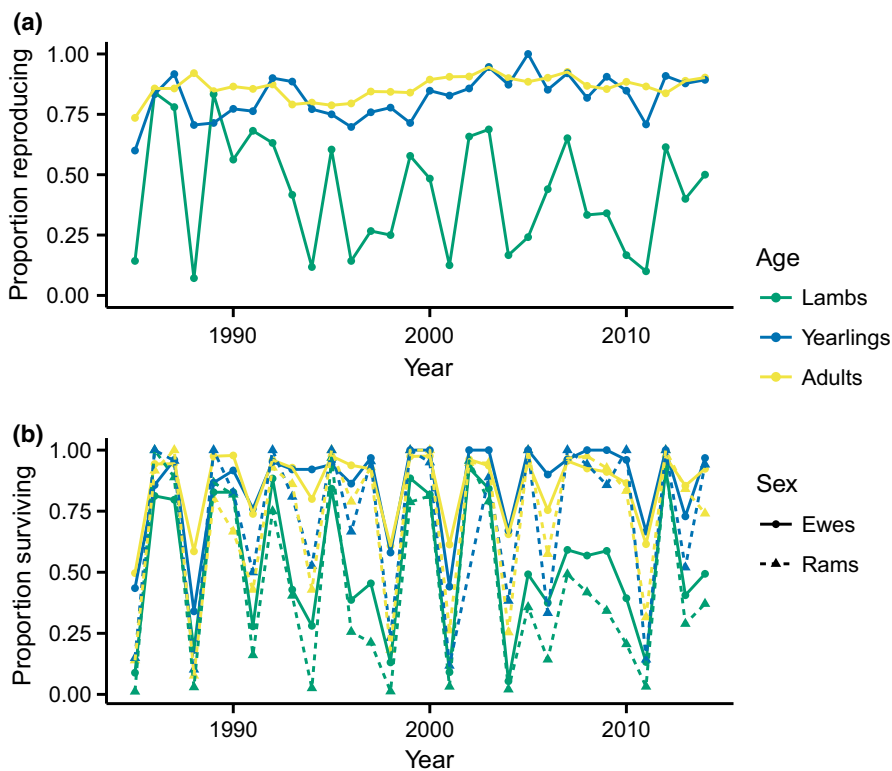 (a)
Proportion reproducing
1.00
0.75
0.50
0.25
0.00
1990
2000
2010
Year
Age
Lambs
Yearlings
Adults
(b)
Proportion surviving
1.00
0.75
0.50
0.25
0.00
1990
2000
2010
Year
Sex
Ewes
Rams